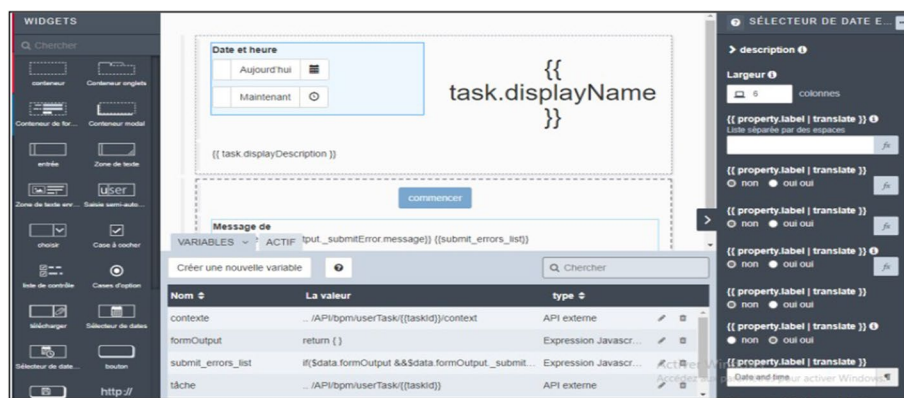 WIDGETS
Chercher
conteneur
Conteneur onglets
Conteneur de for...
Conteneur modal
entrée
Zone de texte
Zone de texte enr...
Saisie semi-auto...
user
choisir
Case à cocher
liste de contrôle
Cases d'option
télécharger
Sélecteur de dates
Sélecteur de date...
bouton
http://
Date et heure
Aujourd'hui
Maintenant
{{
task.displayName
}}
{{ task.displayDescription }}
commencer
Message de
tput._submitError.message}} {{submit_errors_list}}
VARIABLES
ACTIF
Créer une nouvelle variable
?
Chercher
Nom
La valeur
type
contexte
../API/bpm/userTask/{{taskId}}/context
API externe
formOutput
return { }
Expression Javascr...
submit_errors_list
if($data.formOutput &&$data.formOutput._submit...
Expression Javascr...
tâche
../API/bpm/userTask/{{taskId}}
API externe
SÉLECTEUR DE DATE E...
description
Largeur
6 colonnes
{{ property.label | translate }}
Liste séparée par des espaces
fx
{{ property.label | translate }}
non oui oui
fx
{{ property.label | translate }}
non oui oui
fx
{{ property.label | translate }}
non oui oui
fx
{{ property.label | translate }}
non oui oui
{{ property.label | translate }}
non oui oui
{{ property.label | translate }}
Date and time